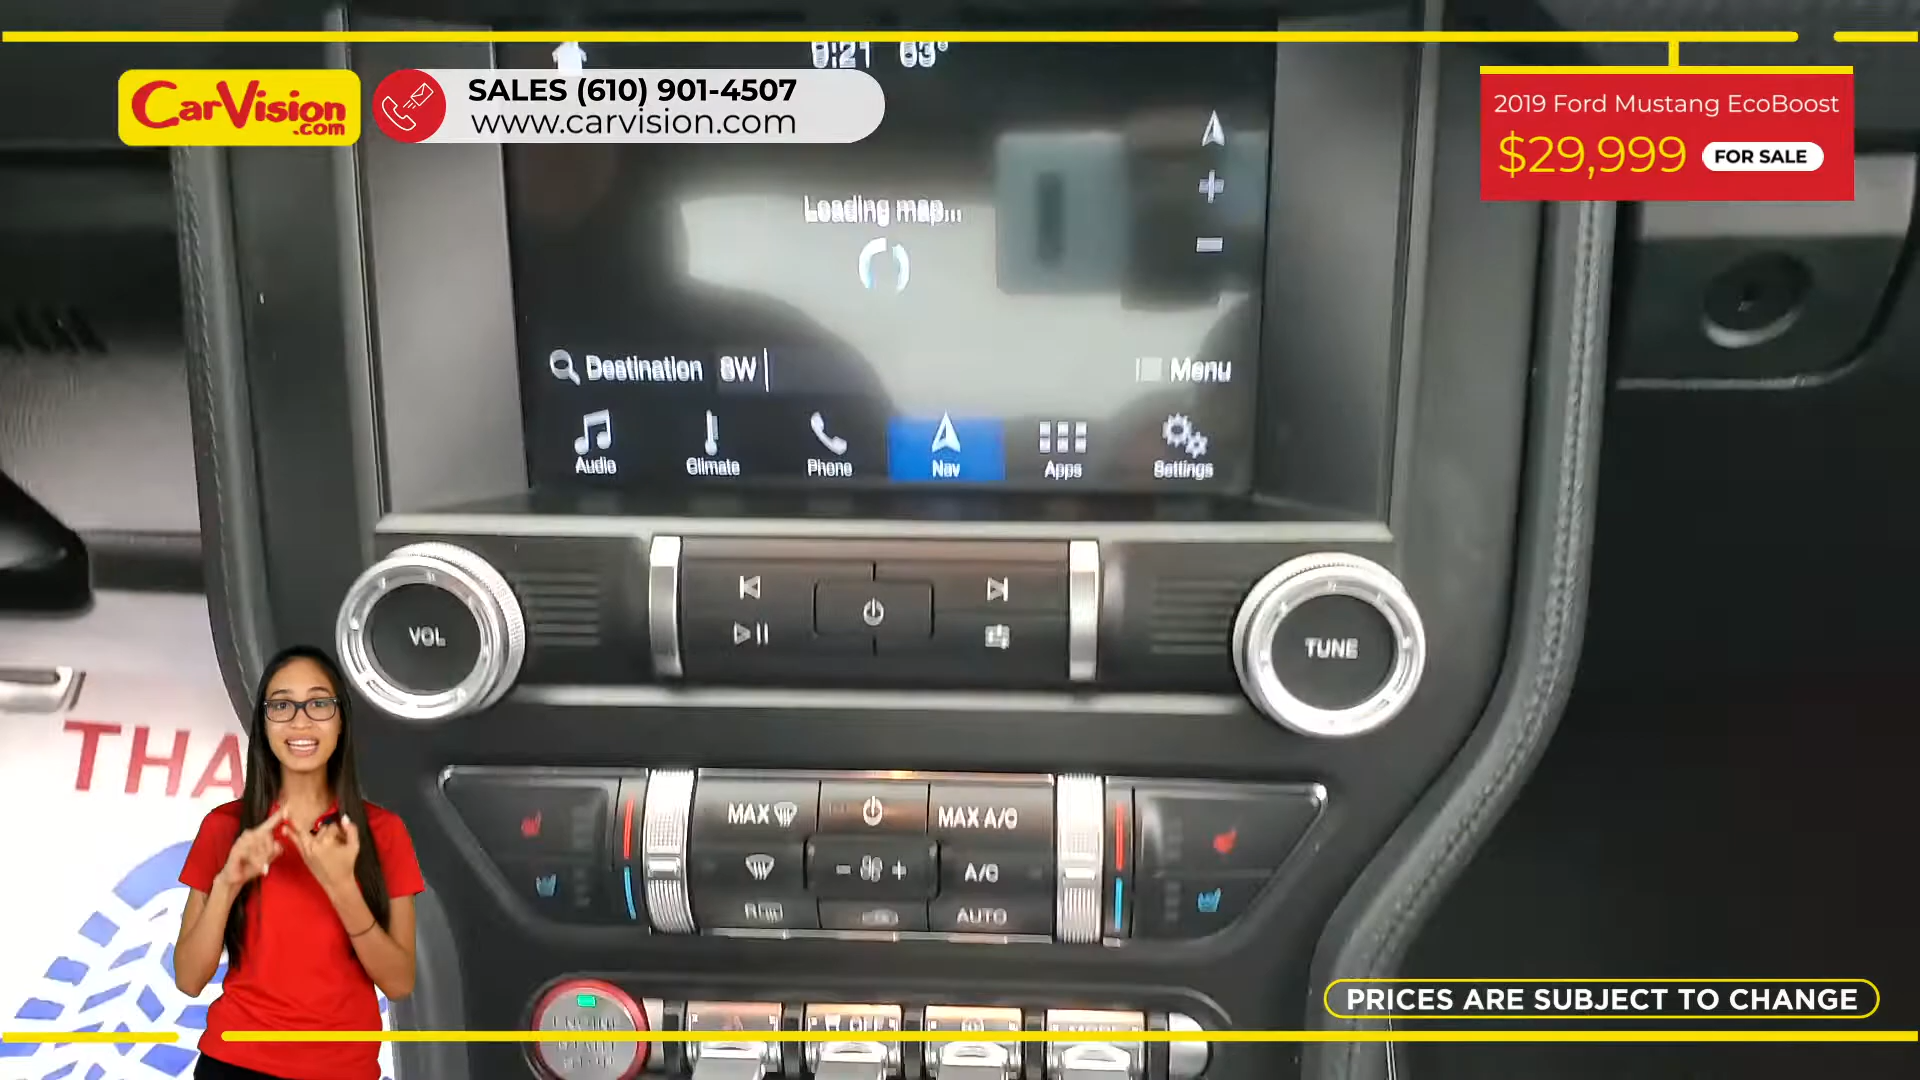 CarVision
.com
SALES (610) 901-4507
www.carvision.com
2019 Ford Mustang EcoBoost
$29,999 FOR SALE
Loading map...
Destination
Menu
Audio Climate Phone Nav Apps Settings
VOL
TUNE
THA
MAX
MAX A/C
A/C
R
AUTO
ENGINE
OFF
PRICES ARE SUBJECT TO CHANGE